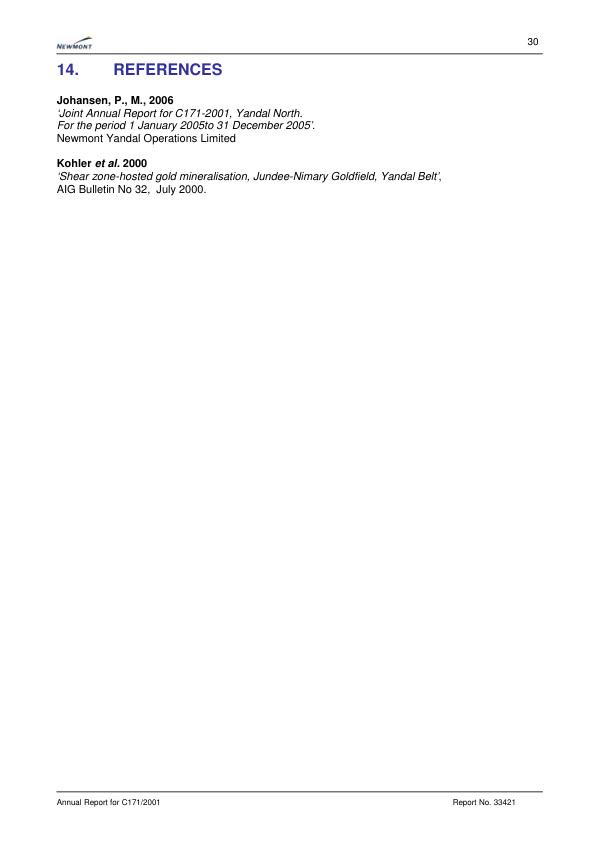 NEWMONT
30
14. REFERENCES
Johansen, P., M., 2006
‘Joint Annual Report for C171-2001, Yandal North.
For the period 1 January 2005to 31 December 2005’.
Newmont Yandal Operations Limited
Kohler et al. 2000
‘Shear zone-hosted gold mineralisation, Jundee-Nimary Goldfield, Yandal Belt’,
AIG Bulletin No 32, July 2000.
Annual Report for C171/2001 Report No. 33421